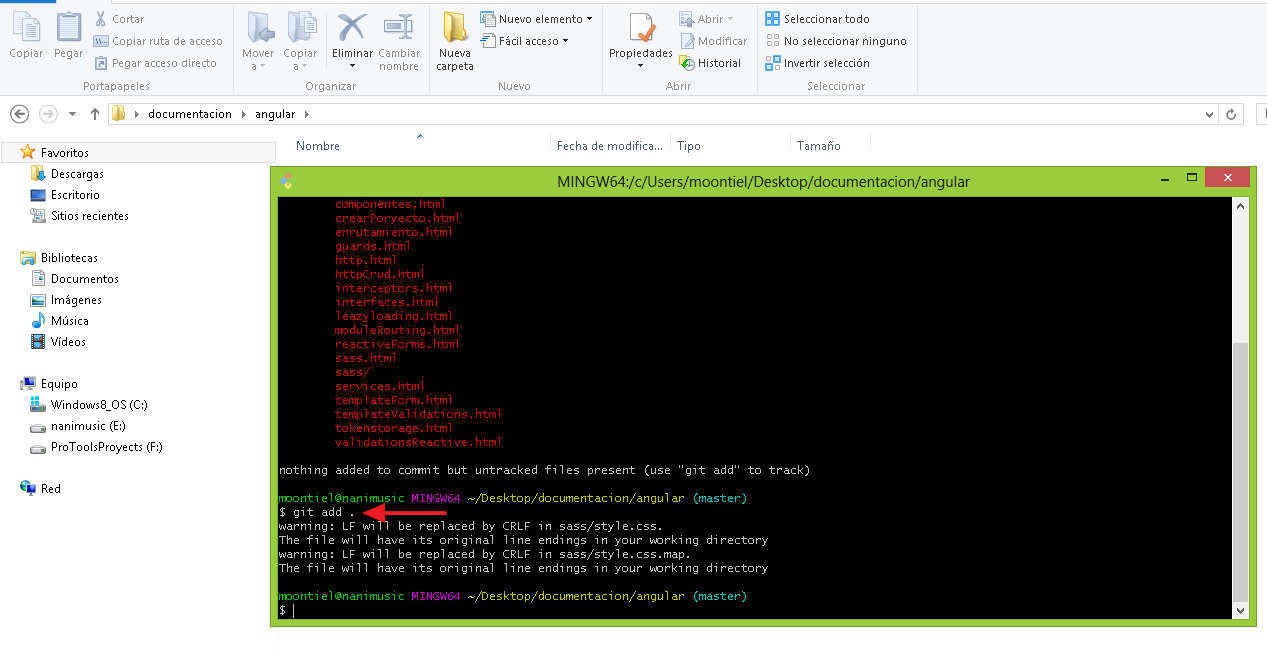 Copiar
Pegar
Cortar
Copiar ruta de acceso
Pegar acceso directo
Portapapeles
Mover a
Copiar a
Eliminar
Cambiar nombre
Organizar
Nueva carpeta
Nuevo elemento
Fácil acceso
Nuevo
Propiedades
Abrir
Modificar
Historial
Abrir
Seleccionar todo
No seleccionar ninguno
Invertir selección
Seleccionar
documentacion
angular
Nombre
Fecha de modifica...
Tipo
Tamaño
Favoritos
Descargas
Escritorio
Sitios recientes
Bibliotecas
Documentos
Imágenes
Música
Vídeos
Equipo
Windows8_OS (C:)
nanimusic (E:)
ProToolsProyects (F:)
Red
MINGW64:/c/Users/moontiel/Desktop/documentacion/angular
componentes.html
crearPoryecto.html
enrutamiento.html
guards.html
http.html
httpCrud.html
interceptors.html
interfaces.html
leazyloading.html
moduleRouting.html
reactiveForms.html
sass.html
sass/
services.html
templateForm.html
templateValidations.html
tokenstorage.html
validationsReactive.html
nothing added to commit but untracked files present (use "git add" to track)
moontiel@nanimusic MINGW64 ~/Desktop/documentacion/angular (master)
$ git add .
warning: LF will be replaced by CRLF in sass/style.css.
The file will have its original line endings in your working directory
warning: LF will be replaced by CRLF in sass/style.css.map.
The file will have its original line endings in your working directory
moontiel@nanimusic MINGW64 ~/Desktop/documentacion/angular (master)
$